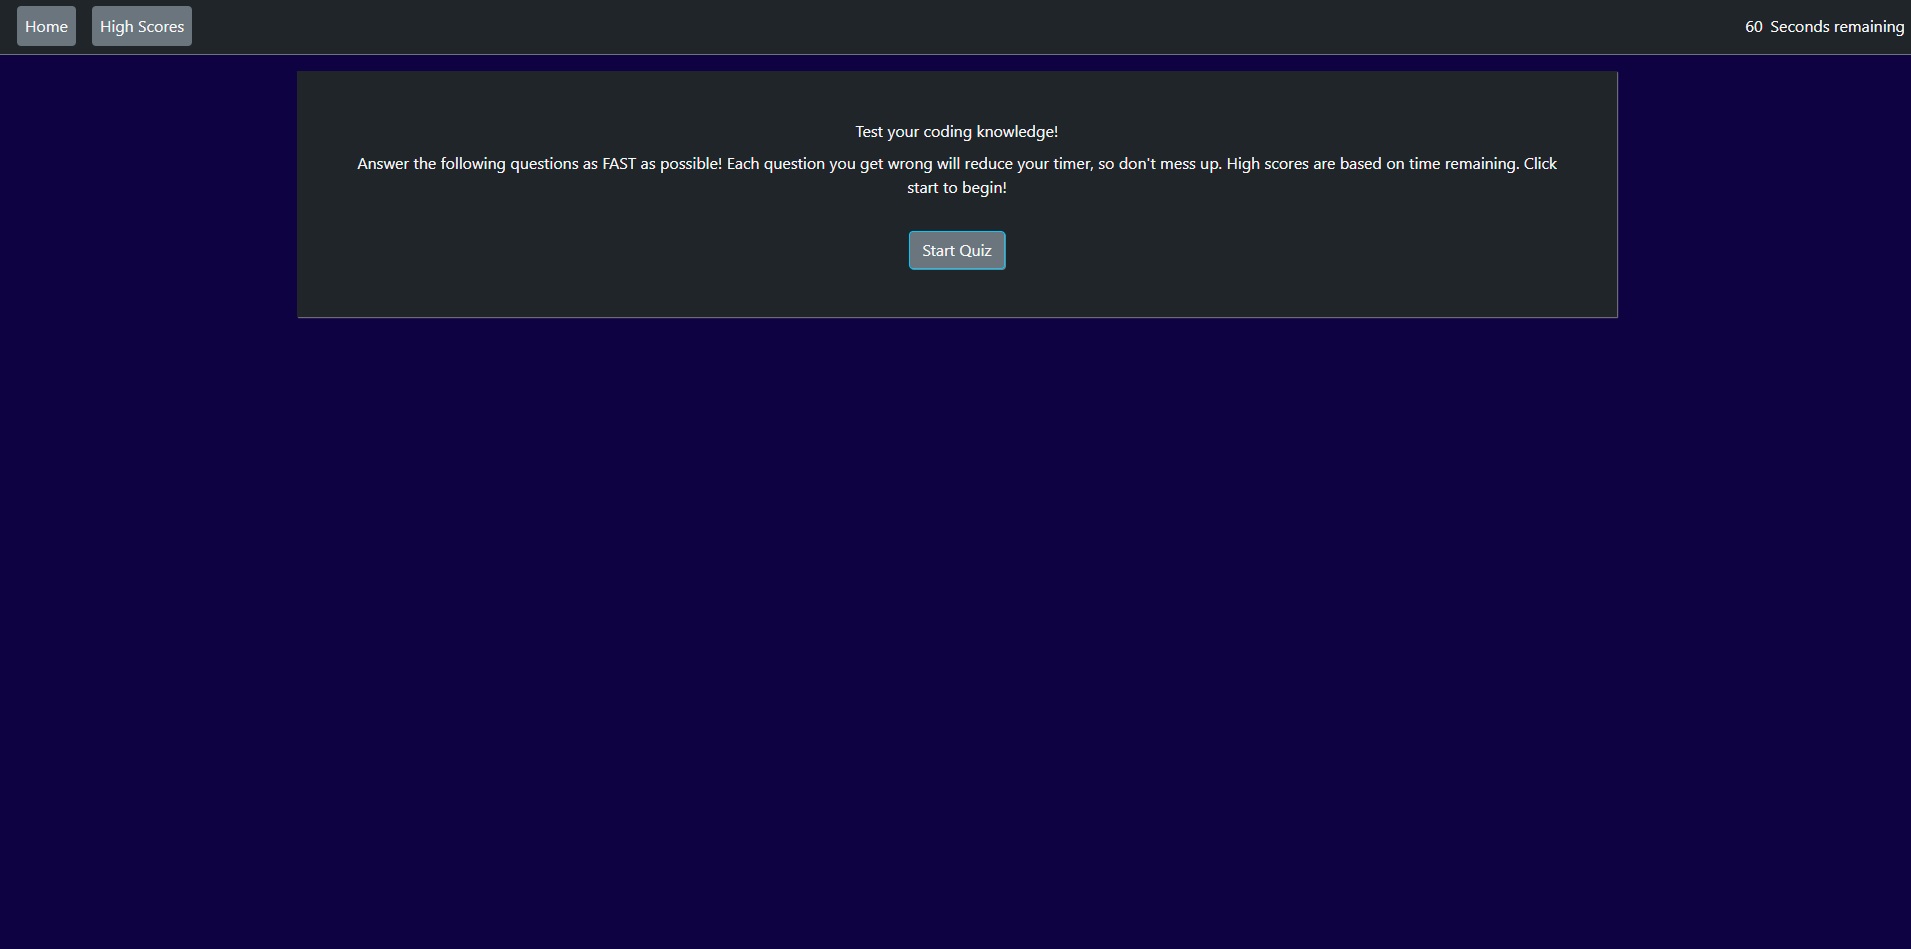 Home High Scores 60 Seconds remaining
Test your coding knowledge!
Answer the following questions as FAST as possible! Each question you get wrong will reduce your timer, so don't mess up. High scores are based on time remaining. Click
start to begin!
Start Quiz